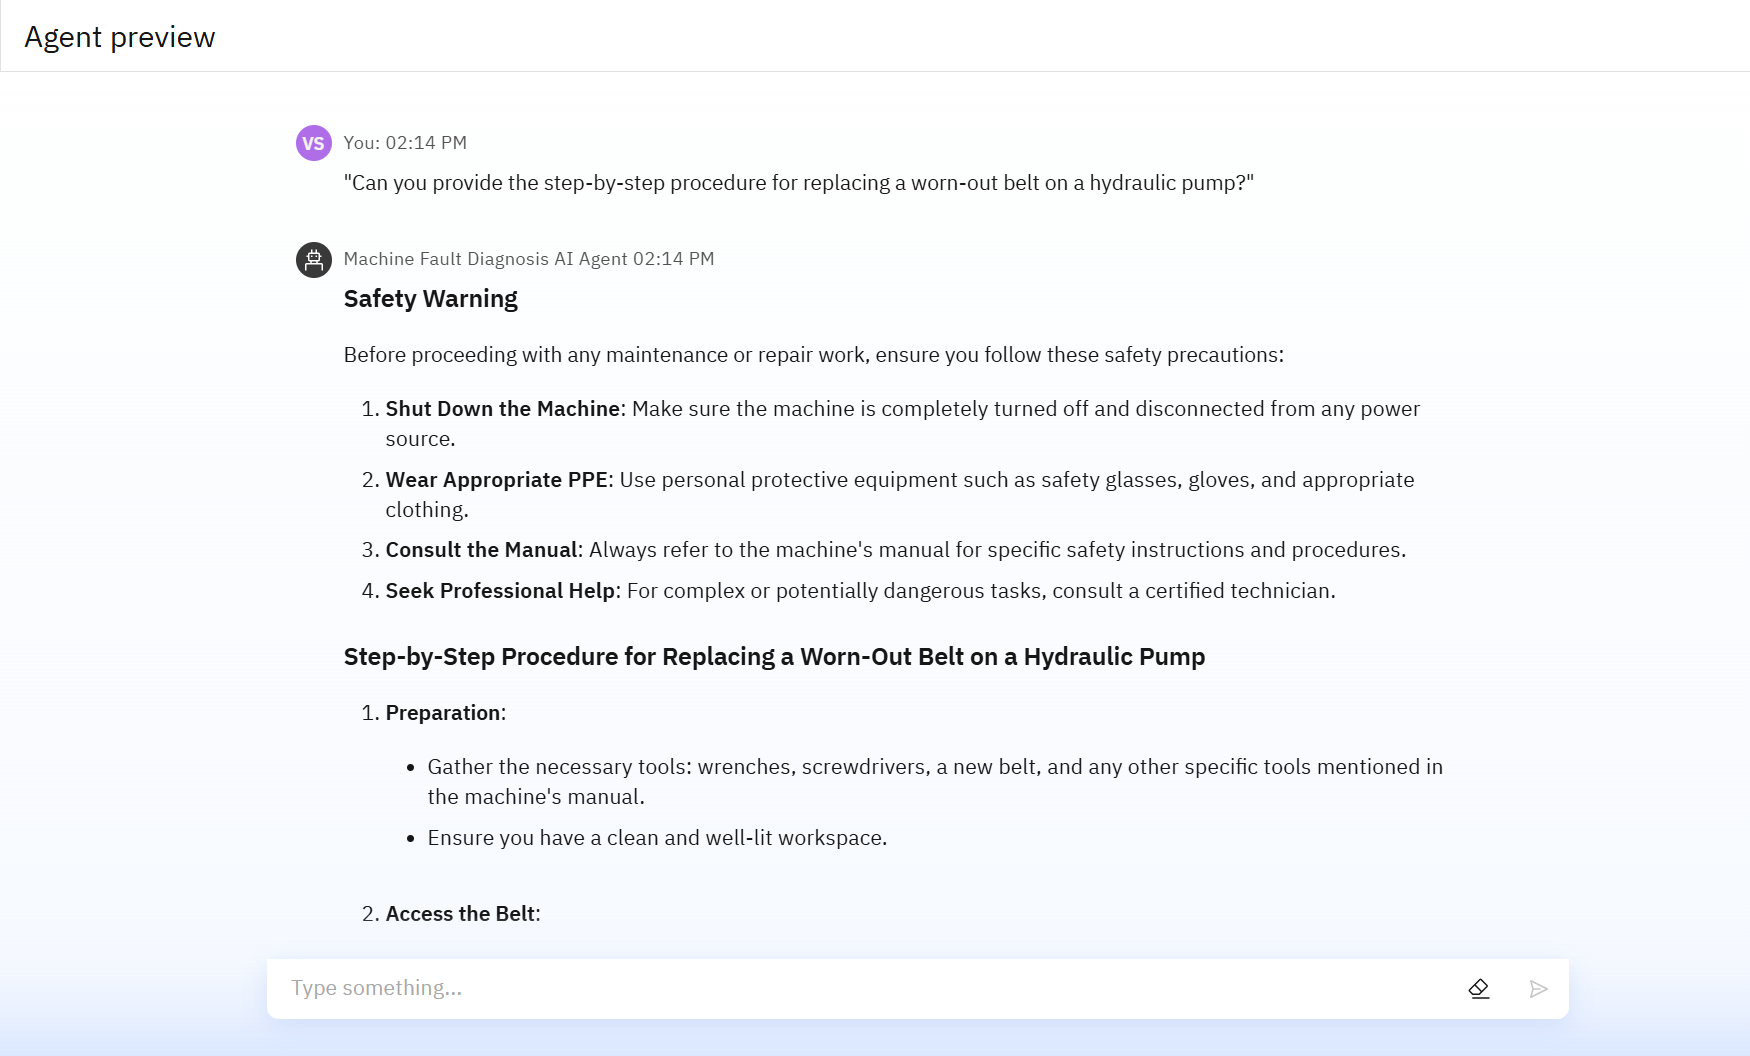 Agent preview
VS
You: 02:14 PM
"Can you provide the step-by-step procedure for replacing a worn-out belt on a hydraulic pump?"
Machine Fault Diagnosis AI Agent 02:14 PM
Safety Warning
Before proceeding with any maintenance or repair work, ensure you follow these safety precautions:
1. Shut Down the Machine: Make sure the machine is completely turned off and disconnected from any power
source.
2. Wear Appropriate PPE: Use personal protective equipment such as safety glasses, gloves, and appropriate
clothing.
3. Consult the Manual: Always refer to the machine's manual for specific safety instructions and procedures.
4. Seek Professional Help: For complex or potentially dangerous tasks, consult a certified technician.
Step-by-Step Procedure for Replacing a Worn-Out Belt on a Hydraulic Pump
1. Preparation:
• Gather the necessary tools: wrenches, screwdrivers, a new belt, and any other specific tools mentioned in
the machine's manual.
• Ensure you have a clean and well-lit workspace.
2. Access the Belt:
Type something...